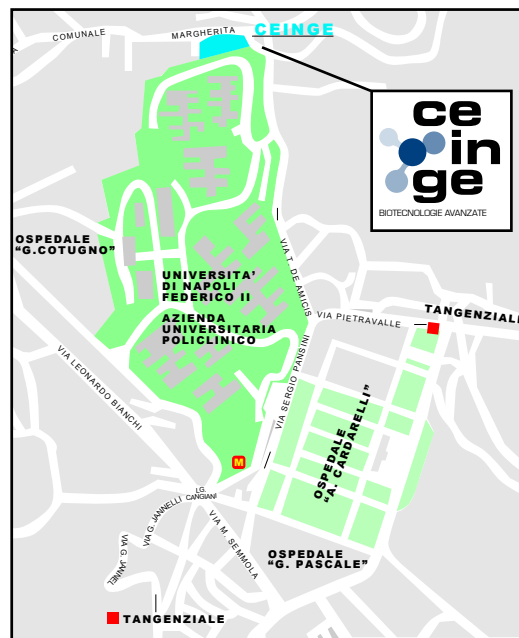 COMUNALE MARGHERITA
CEINGE
ce
in
ge
BIOTECNOLOGIE AVANZATE
OSPEDALE
"G.COTUGNO"
UNIVERSITA'
DI NAPOLI
FEDERICO II
AZIENDA
UNIVERSITARIA
POLICLINICO
VIA T. DE AMICIS
TANGENZIALE
VIA PIETRAVALLE
VIA SERGIO PANSINI
VIA LEONARDO BIANCHI
OSPEDALE
"A. CARDARELLI"
M
LG.
CANGIANI
VIA G. JANNELLI
VIA G. JANNEL
VIA M. SEMMOLA
OSPEDALE
"G. PASCALE"
TANGENZIALE